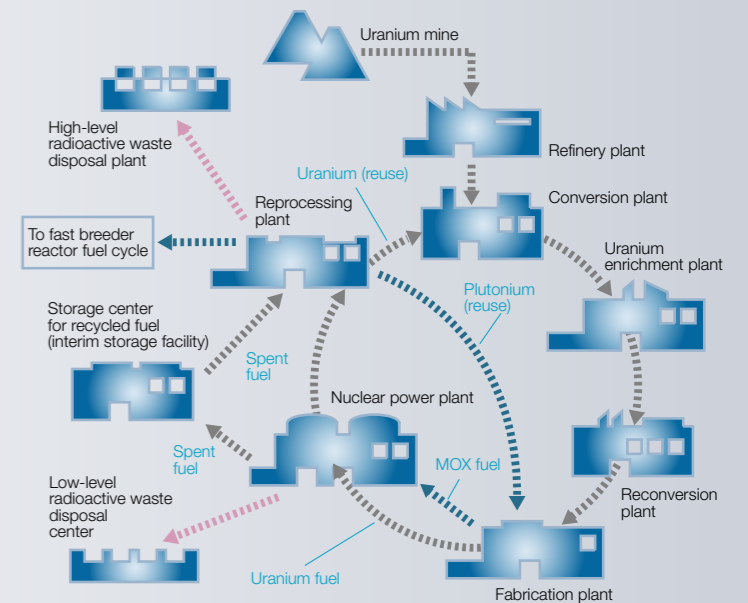 Uranium mine
High-level
radioactive waste
disposal plant
Refinery plant
Uranium (reuse)
Conversion plant
Reprocessing
plant
To fast breeder
reactor fuel cycle
Uranium
enrichment plant
Plutonium
(reuse)
Storage center
for recycled fuel
(interim storage facility)
Spent
fuel
Nuclear power plant
Spent
fuel
MOX fuel
Low-level
radioactive waste
disposal
center
Reconversion
plant
Uranium fuel
Fabrication plant